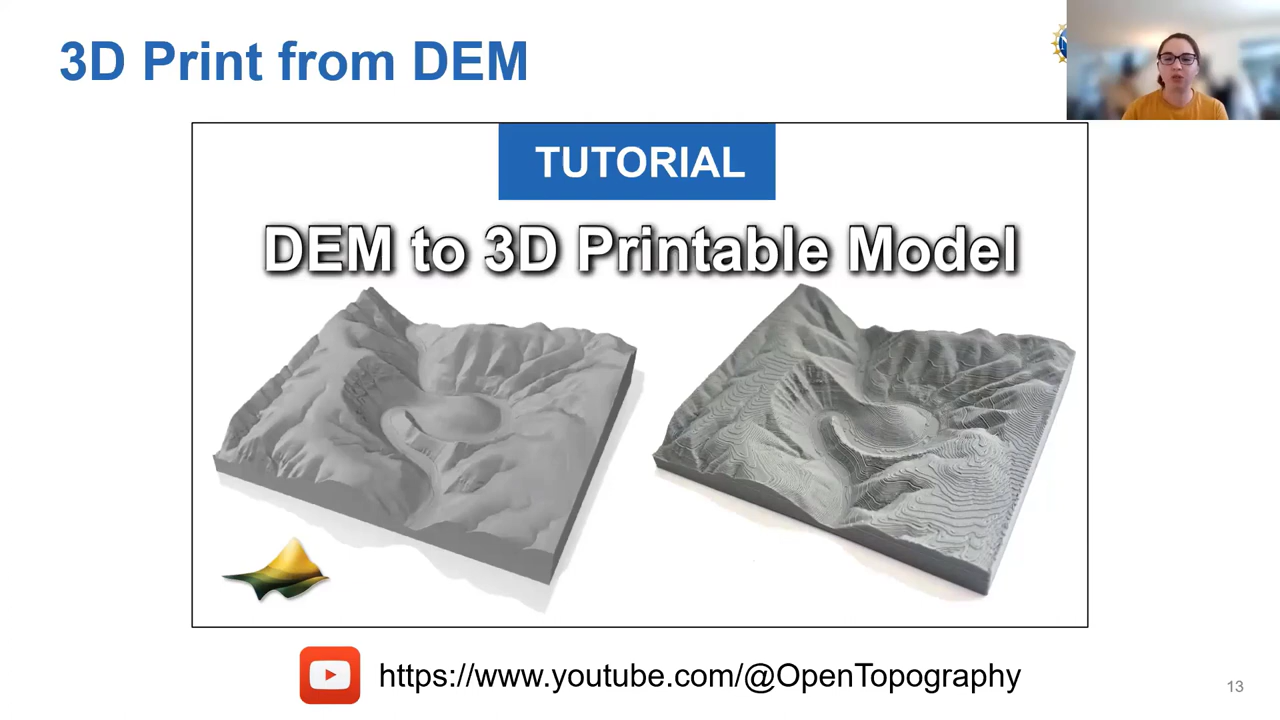 3D Print from DEM
TUTORIAL
DEM to 3D Printable Model
https://www.youtube.com/@OpenTopography
13